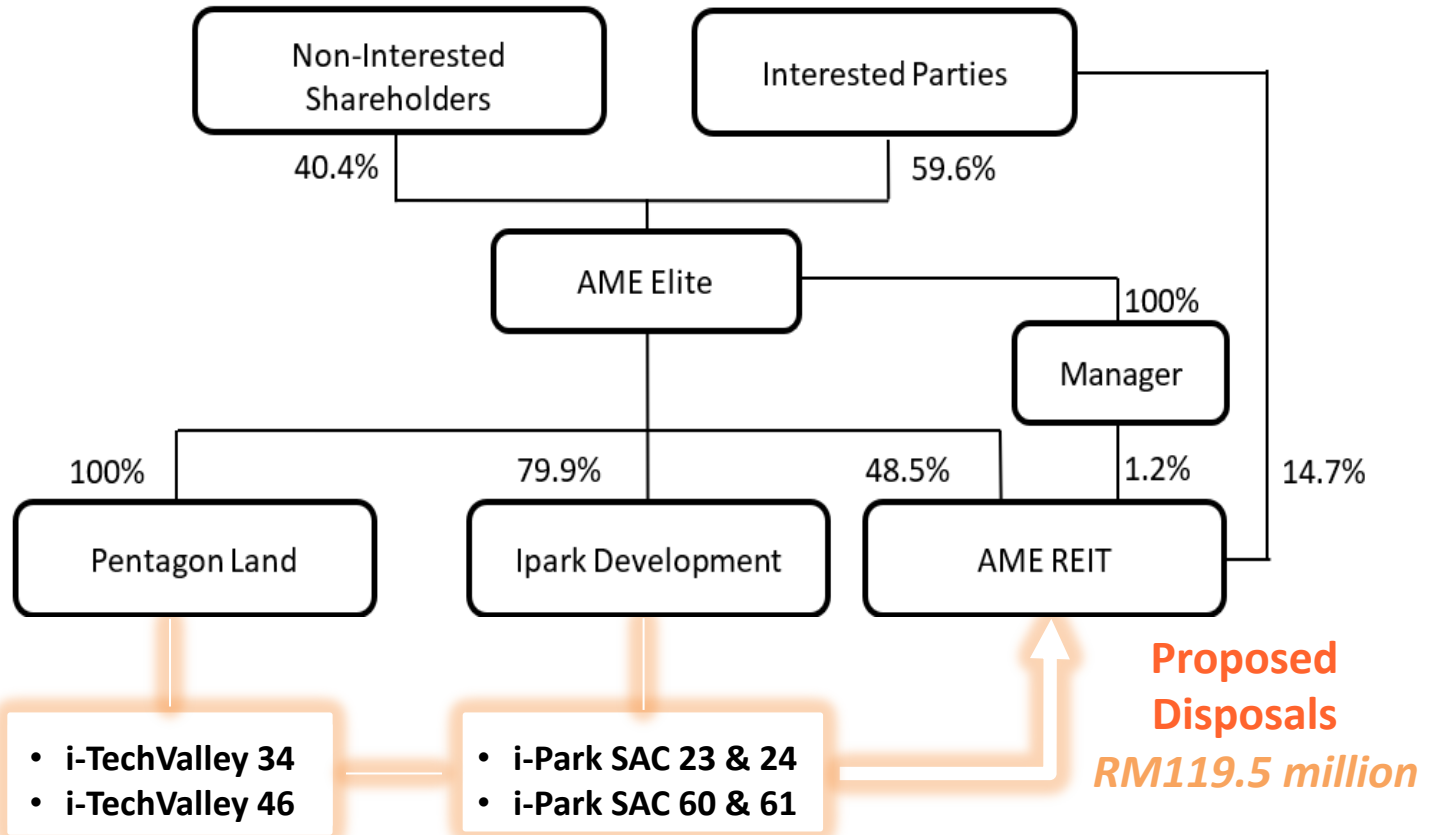 Non-Interested
Shareholders
Interested Parties
40.4%
59.6%
AME Elite
100%
Manager
100%
79.9%
48.5%
1.2%
14.7%
Pentagon Land
Ipark Development
AME REIT
Proposed
Disposals
RM119.5 million
• i-TechValley 34
• i-TechValley 46
• i-Park SAC 23 & 24
• i-Park SAC 60 & 61